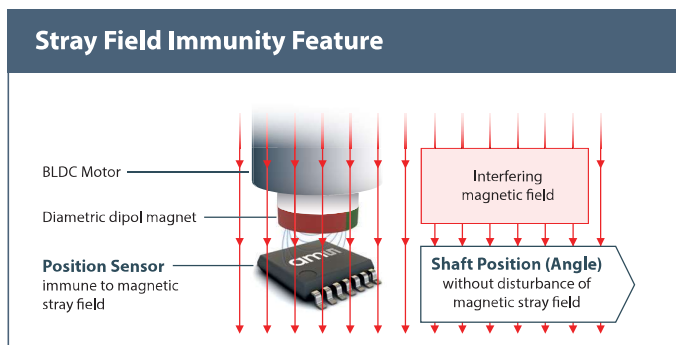 Stray Field Immunity Feature
BLDC Motor
Diametric dipol magnet
Position Sensor
immune to magnetic
stray field
Interfering
magnetic field
Shaft Position (Angle)
without disturbance of
magnetic stray field